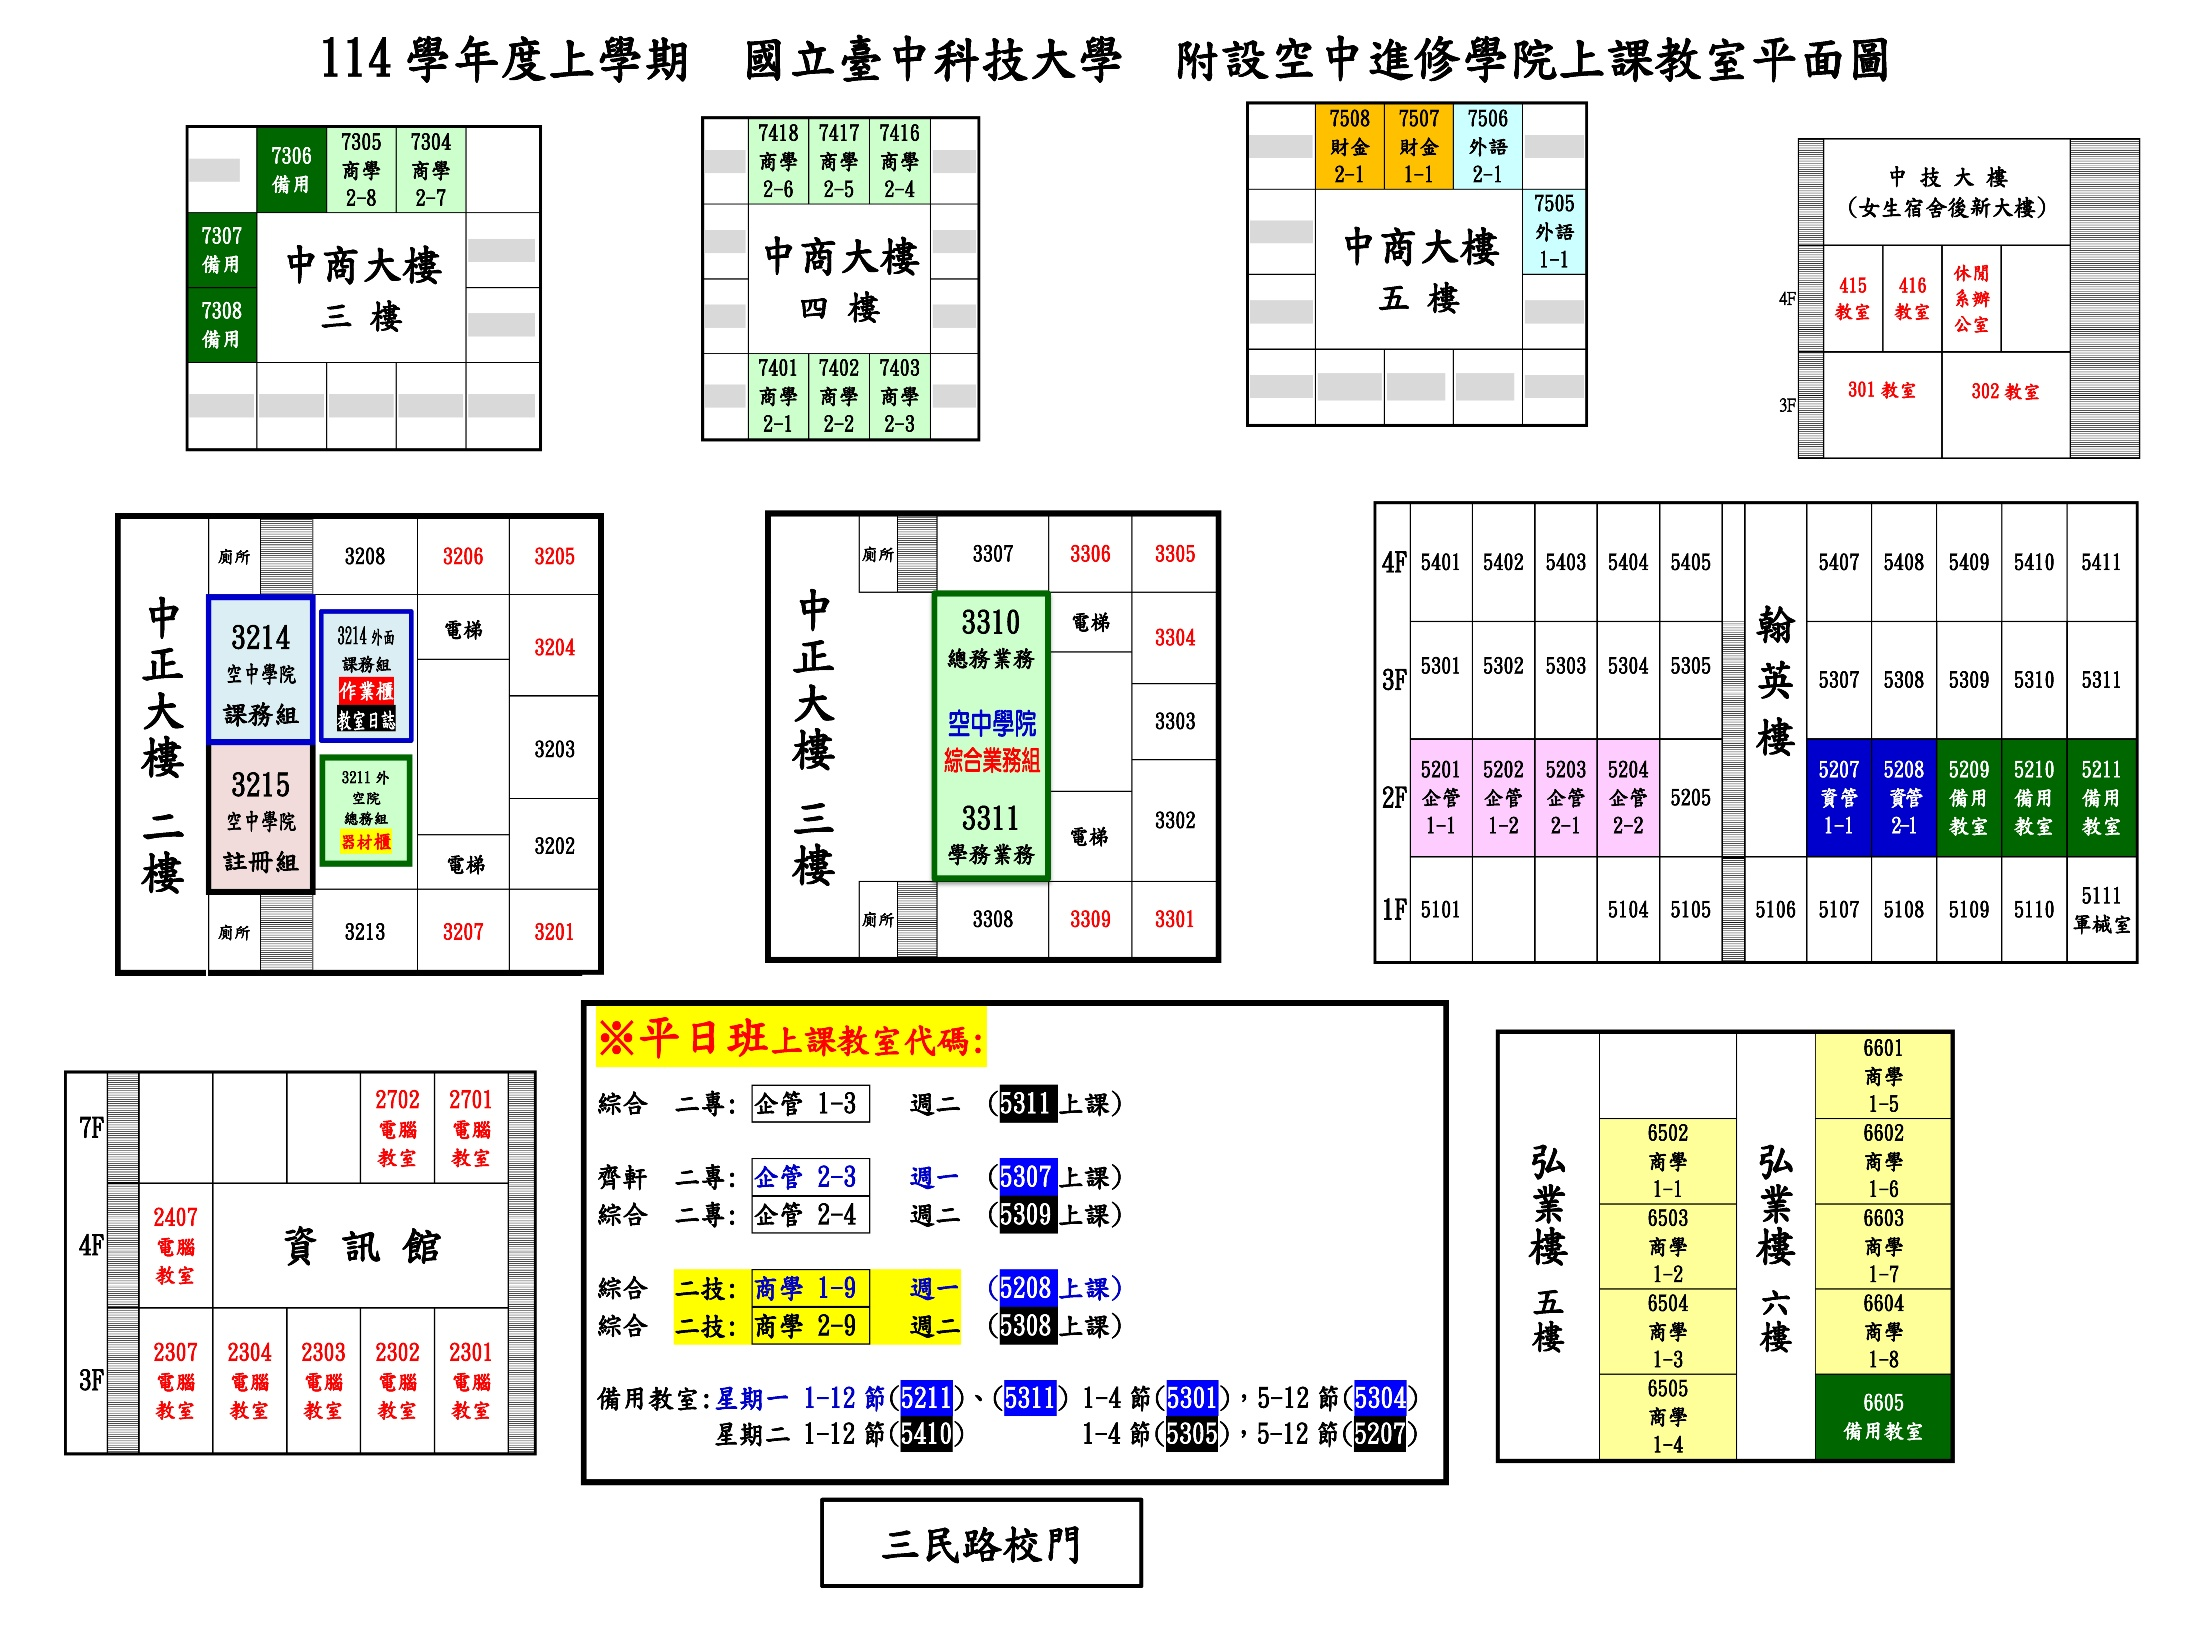 114 學年度上學期　國立臺中科技大學　附設空中進修學院上課教室平面圖
7306
備用
7305
商學
2-8
7304
商學
2-7
7307
備用
7308
備用
中商大樓
三 樓
7418
商學
2-6
7417
商學
2-5
7416
商學
2-4
中商大樓
四 樓
7401
商學
2-1
7402
商學
2-2
7403
商學
2-3
7508
財金
2-1
7507
財金
1-1
7506
外語
2-1
7505
外語
1-1
中商大樓
五 樓
中 技 大 樓
(女生宿舍後新大樓)
4F
415
教室
416
教室
休閒
系辦
公室
3F
301 教室
302 教室
中正大樓 二樓
廁所
3208
3206
3205
3214
空中學院
課務組
3214 外面
課務組
作業櫃
教室日誌
電梯
3204
3203
3215
空中學院
註冊組
3211 外
空院
總務組
器材櫃
電梯
3202
廁所
3213
3207
3201
中正大樓 三樓
廁所
3307
3306
3305
3310
總務業務
空中學院
綜合業務組
3311
學務業務
電梯
3304
3303
電梯
3302
廁所
3308
3309
3301
翰英樓
4F
5401
5402
5403
5404
5405
5407
5408
5409
5410
5411
3F
5301
5302
5303
5304
5305
5307
5308
5309
5310
5311
2F
5201
企管
1-1
5202
企管
1-2
5203
企管
2-1
5204
企管
2-2
5205
5207
資管
1-1
5208
資管
2-1
5209
備用
教室
5210
備用
教室
5211
備用
教室
1F
5101
5104
5105
5106
5107
5108
5109
5110
5111
軍械室
7F
2702
電腦
教室
2701
電腦
教室
4F
2407
電腦
教室
資 訊 館
3F
2307
電腦
教室
2304
電腦
教室
2303
電腦
教室
2302
電腦
教室
2301
電腦
教室
※平日班上課教室代碼:
綜合 二專: 企管 1-3 週二 (5311上課)
齊軒 二專: 企管 2-3 週一 (5307上課)
綜合 二專: 企管 2-4 週二 (5309上課)
綜合 二技: 商學 1-9 週一 (5208上課)
綜合 二技: 商學 2-9 週二 (5308上課)
備用教室:星期一 1-12 節(5211)、(5311) 1-4 節(5301)，5-12 節(5304)
星期二 1-12 節(5410) 1-4 節(5305)，5-12 節(5207)
弘業樓 五樓
6502
商學
1-1
6503
商學
1-2
6504
商學
1-3
6505
商學
1-4
弘業樓 六樓
6601
商學
1-5
6602
商學
1-6
6603
商學
1-7
6604
商學
1-8
6605
備用教室
三民路校門